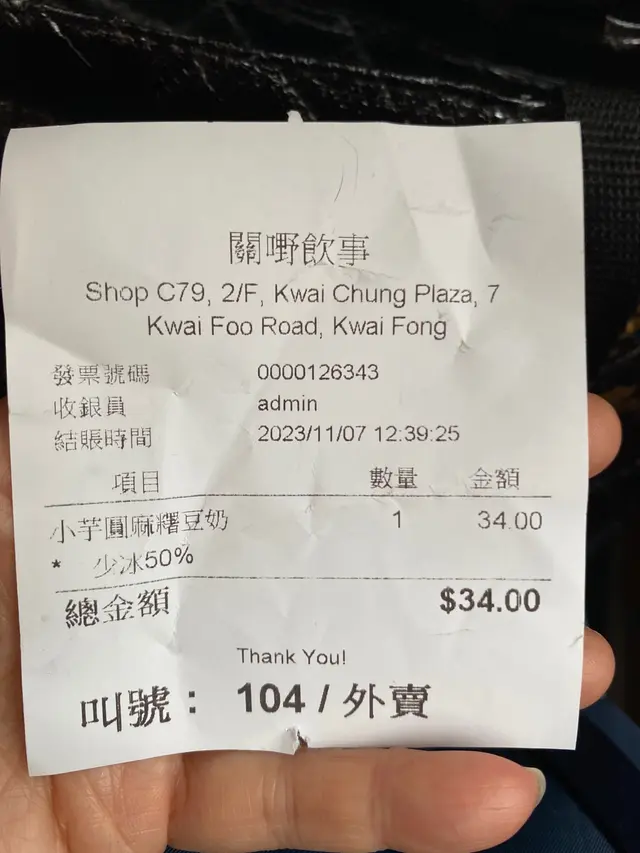 關嘢飲事
Shop C79, 2/F, Kwai Chung Plaza, 7
Kwai Foo Road, Kwai Fong
發票號碼 0000126343
收銀員 admin
結賬時間 2023/11/07 12:39:25
項目 數量 金額
小芋圓麻糬豆奶 1 34.00
* 少冰50%
總金額 $34.00
Thank You!
叫號： 104 / 外賣